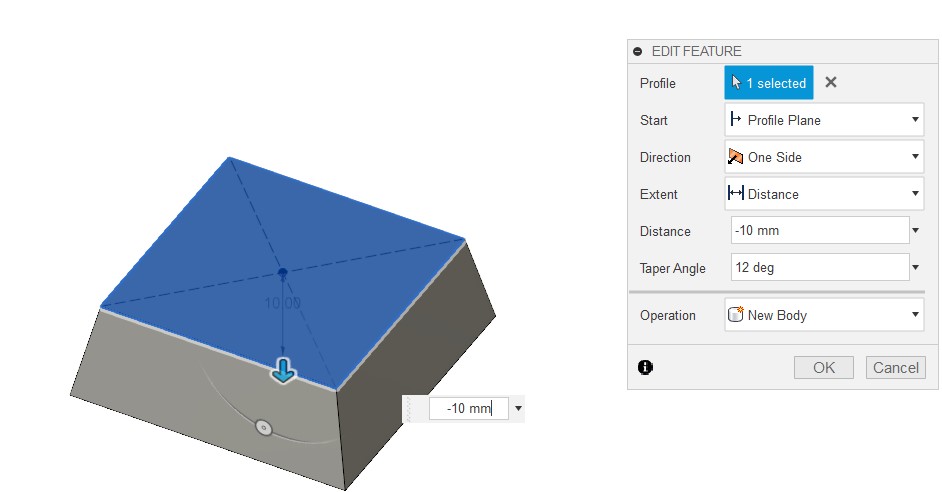 EDIT FEATURE
Profile 1 selected
Start Profile Plane
Direction One Side
Extent Distance
Distance -10 mm
Taper Angle 12 deg
Operation New Body
OK Cancel
10.00
-10 mm